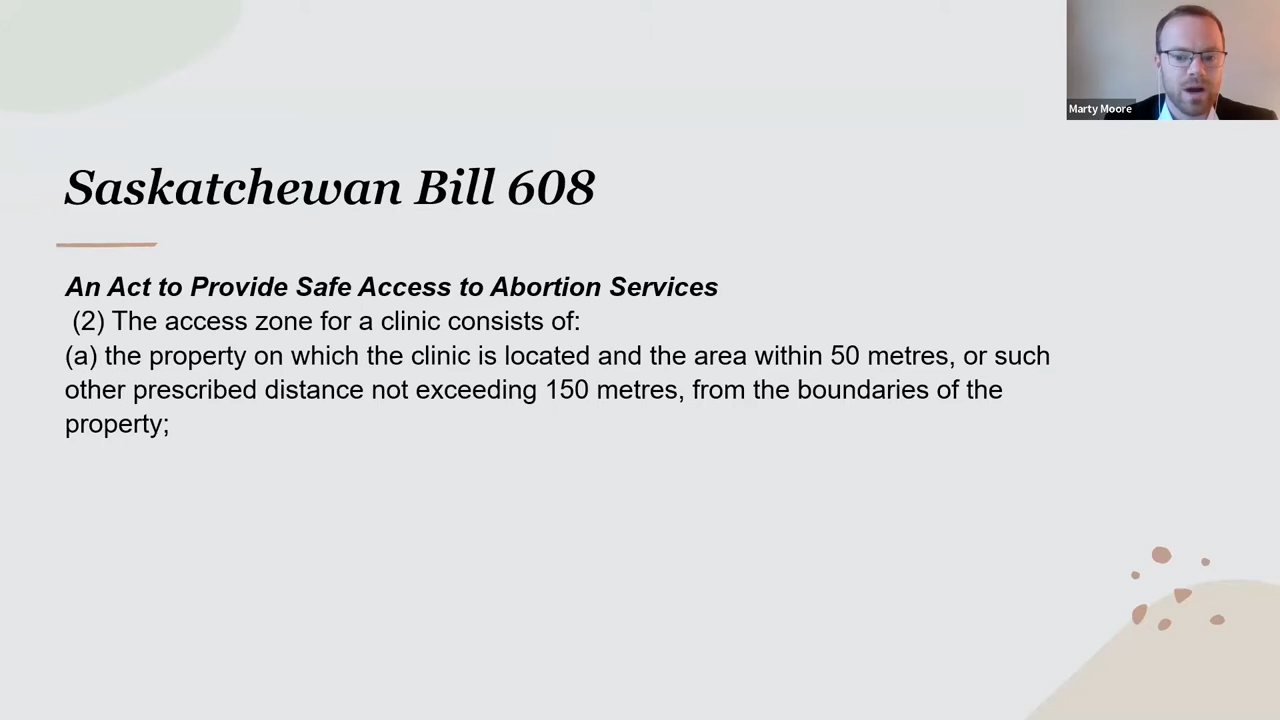 Marty Moore
Saskatchewan Bill 608
An Act to Provide Safe Access to Abortion Services
(2) The access zone for a clinic consists of:
(a) the property on which the clinic is located and the area within 50 metres, or such
other prescribed distance not exceeding 150 metres, from the boundaries of the
property;